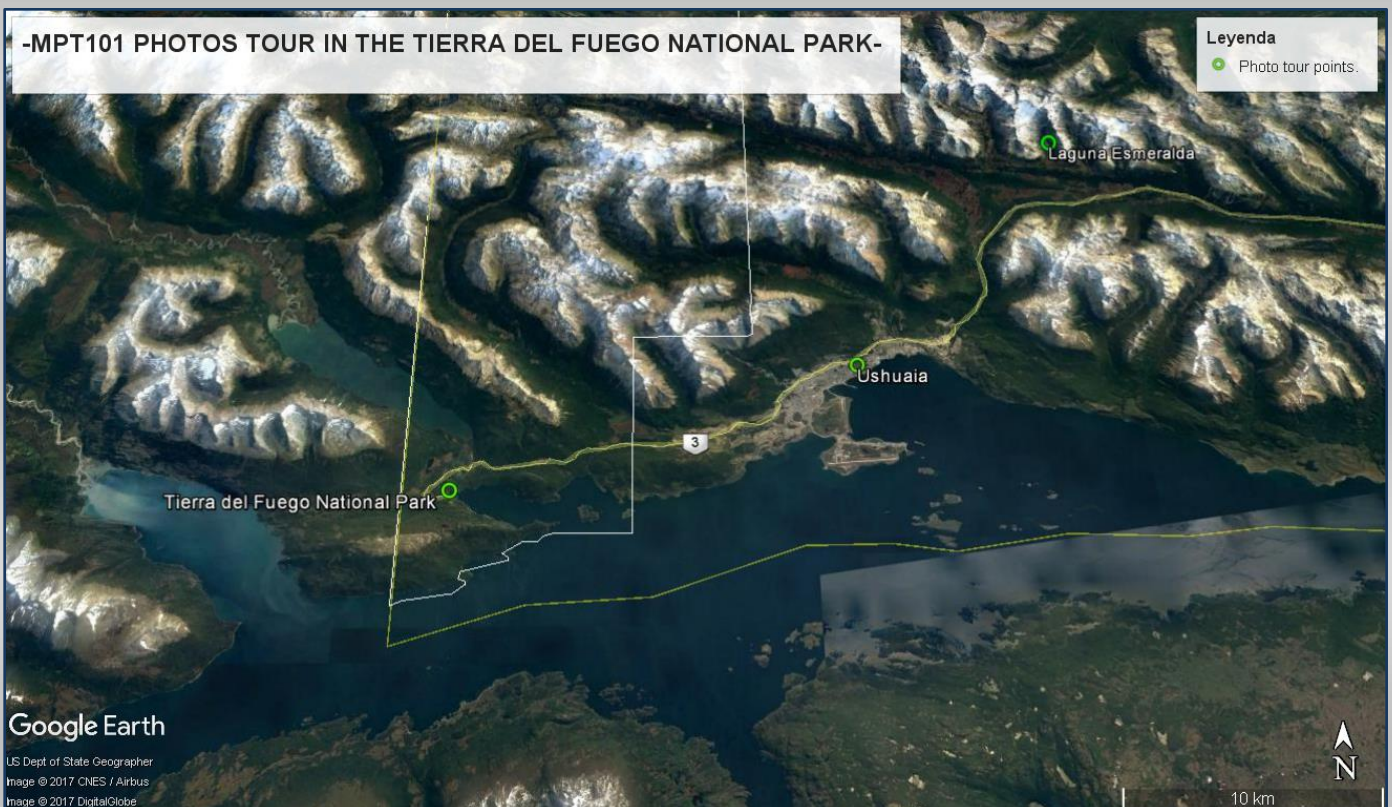 -MPT101 PHOTOS TOUR IN THE TIERRA DEL FUEGO NATIONAL PARK-
Leyenda
Photo tour points.
Laguna Esmeralda
Ushuaia
3
Tierra del Fuego National Park
Google Earth
US Dept of State Geographer
Image © 2017 CNES / Airbus
Image © 2017 DigitalGlobe
N
10 km